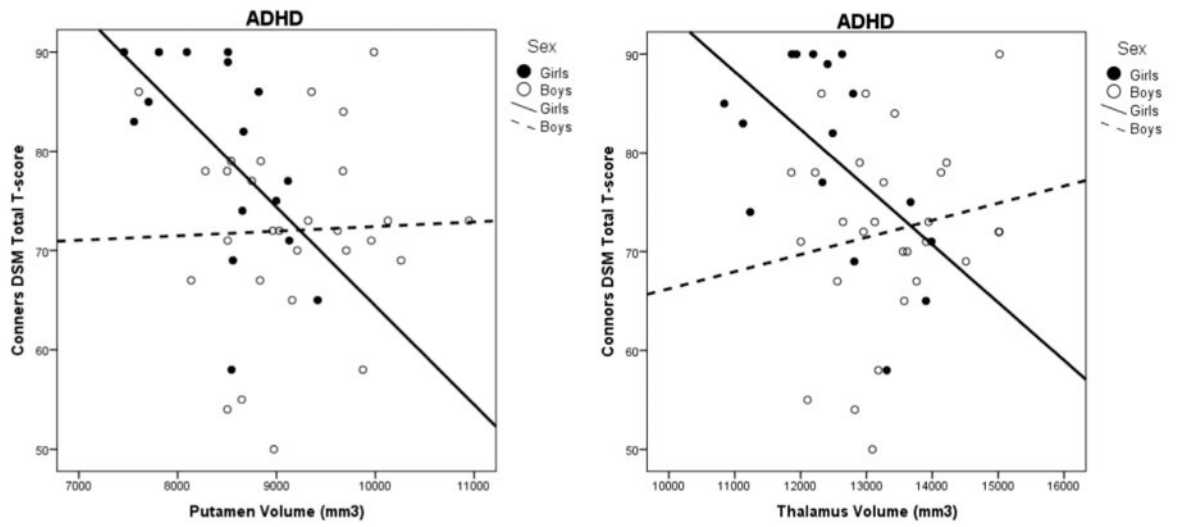 ADHD
Sex
Girls
Boys
Girls
Boys
Conners DSM Total T-score
90
80
70
60
50
7000 8000 9000 10000 11000
Putamen Volume (mm3)
ADHD
Sex
Girls
Boys
Girls
Boys
Connors DSM Total T-score
90
80
70
60
50
10000 11000 12000 13000 14000 15000 16000
Thalamus Volume (mm3)